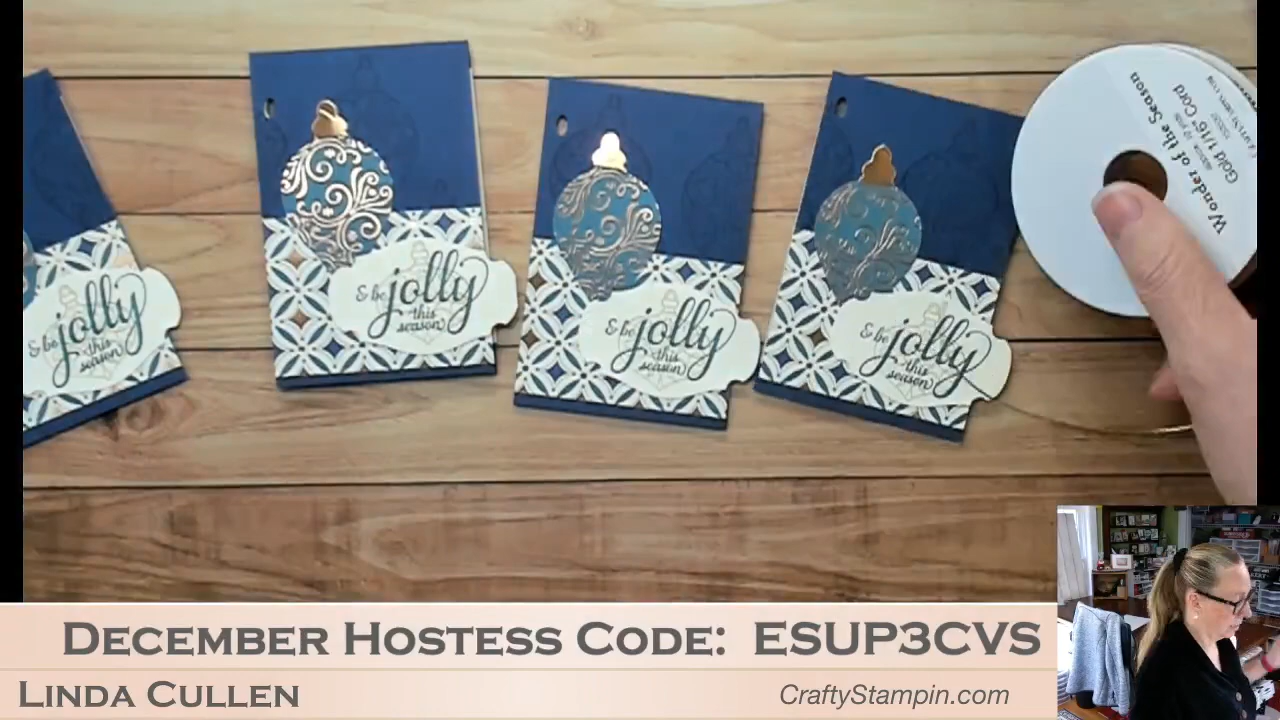 & be jolly
this
season
& be jolly
this
season
& be jolly
this
season
& be jolly
this
season
Wonder of the Season
Gold 1/16 Cord
DECEMBER HOSTESS CODE: ESUP3CVS
LINDA CULLEN
CraftyStampin.com